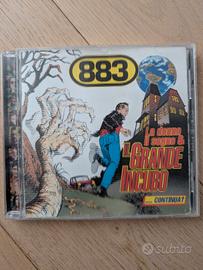 883
La donna
il sogno &
IL GRANDE
INCUBO
... CONTINUA!
subito